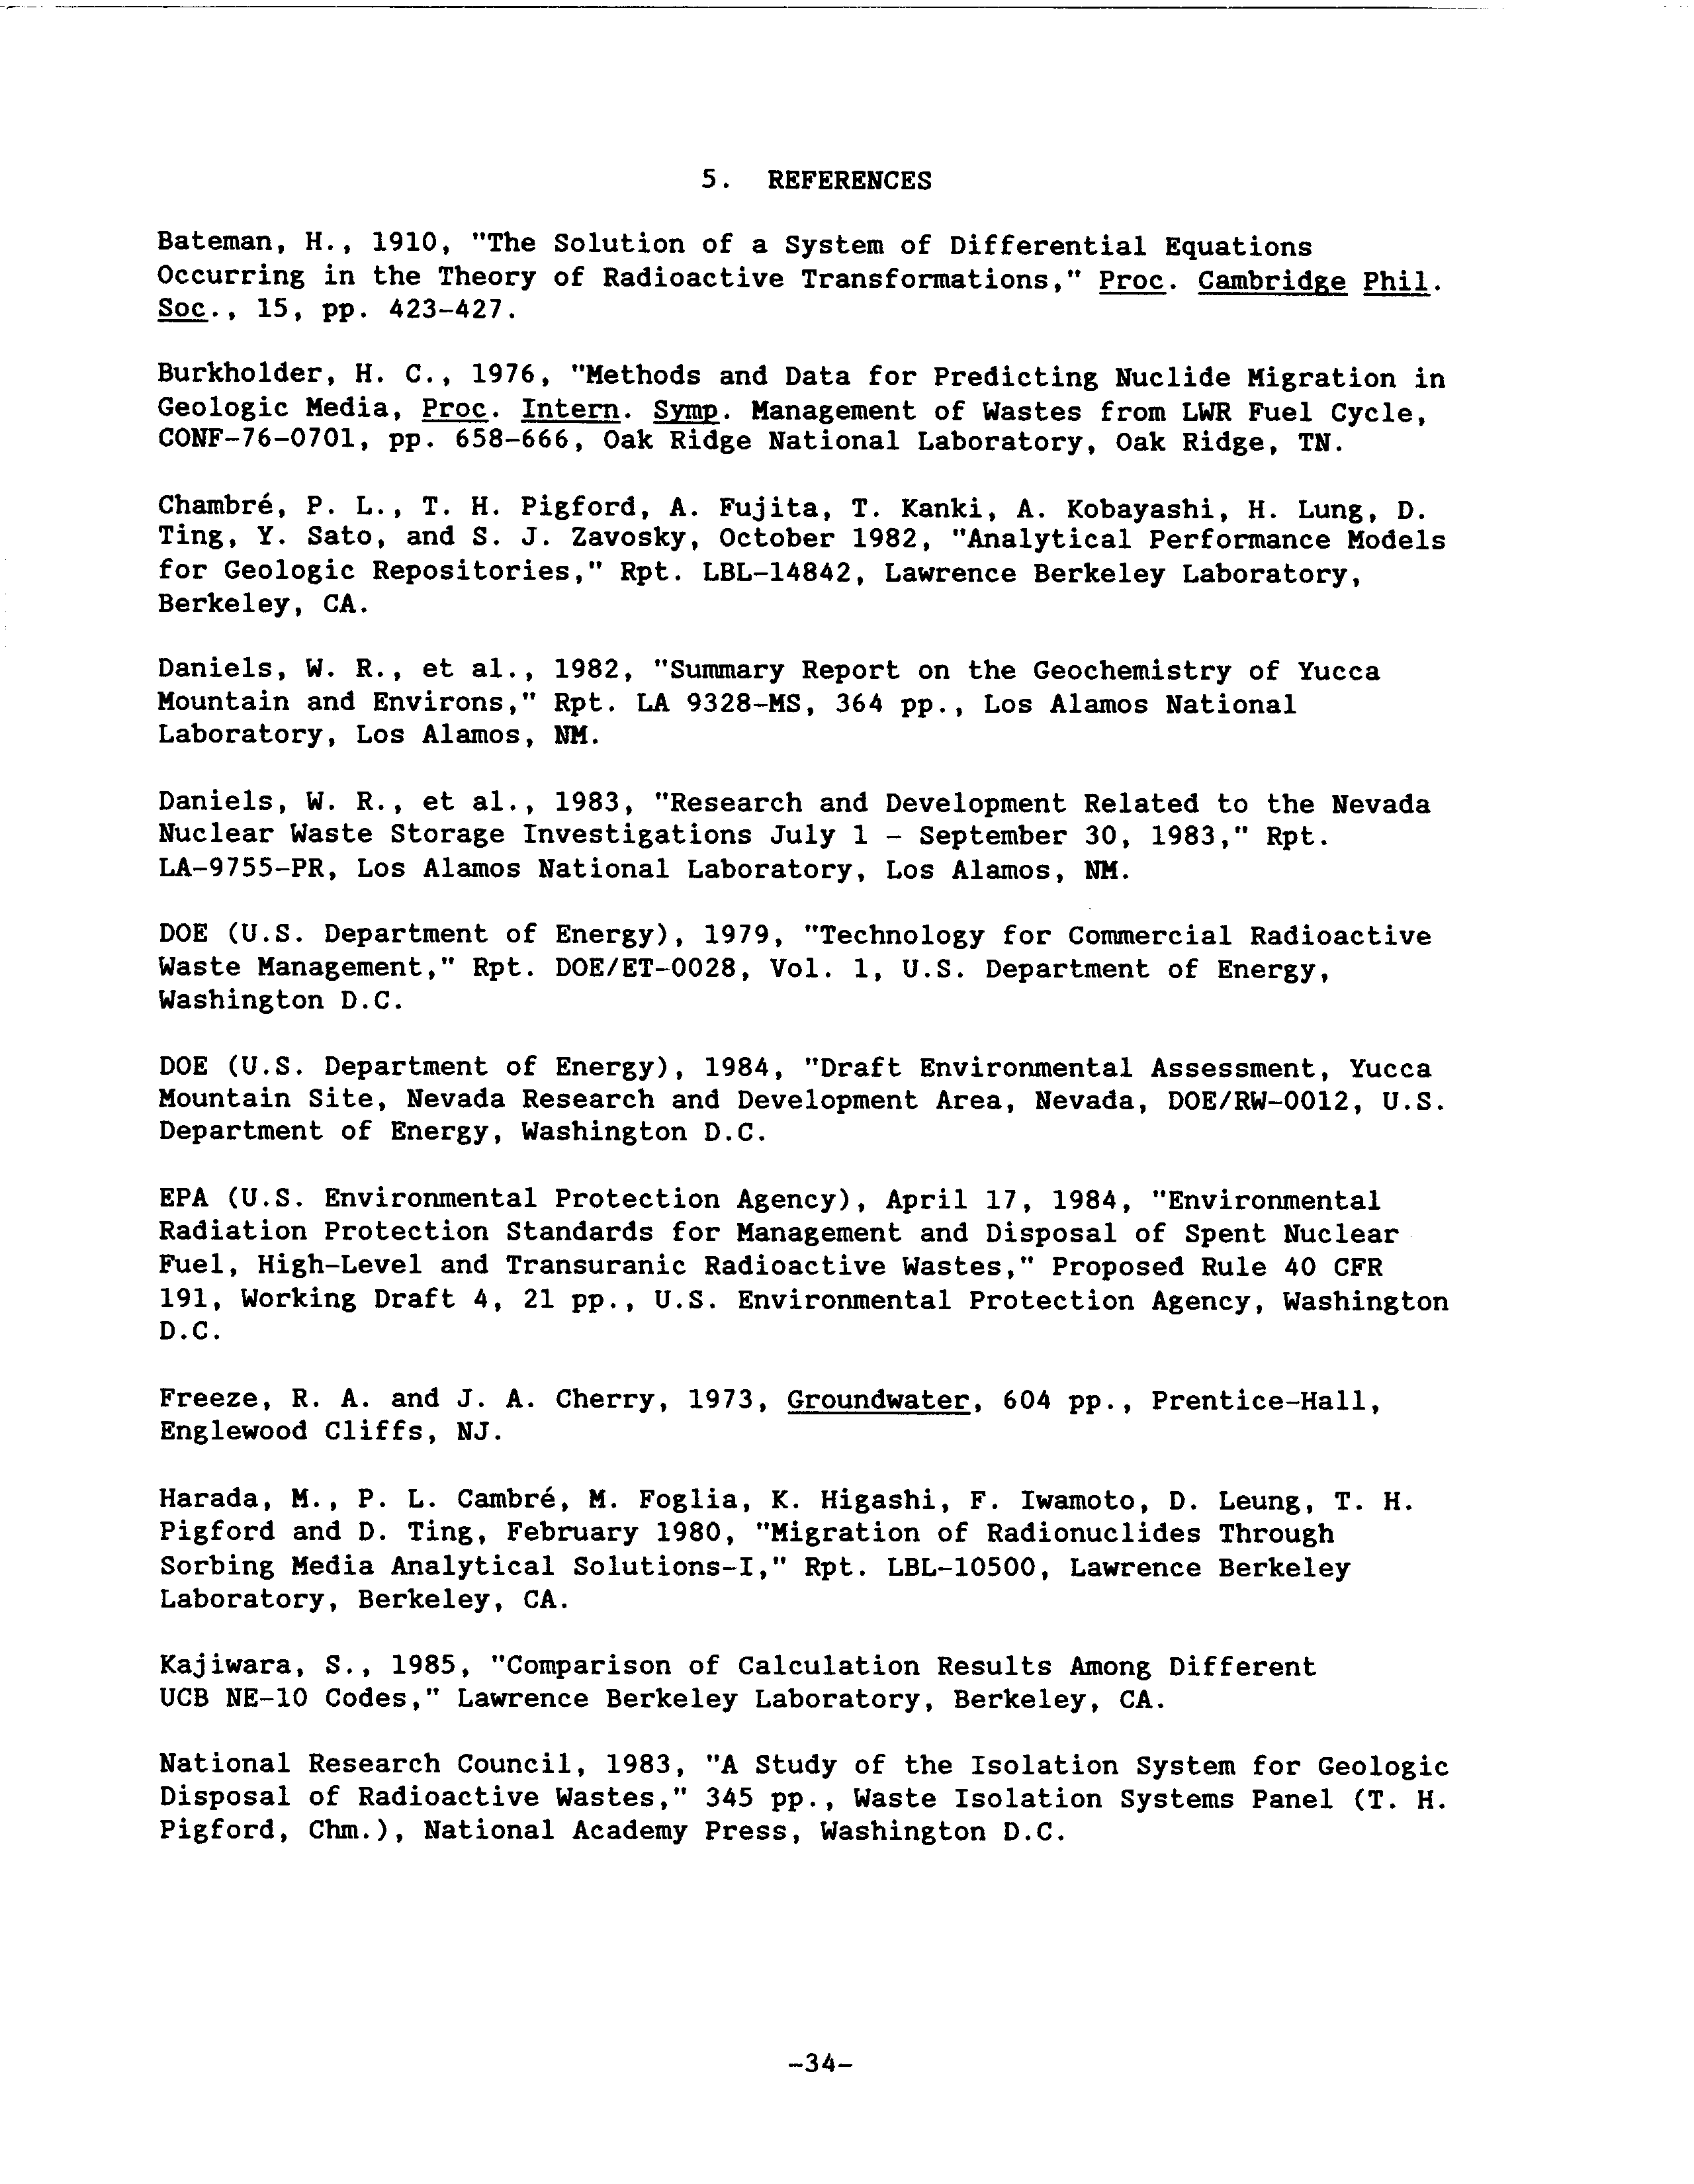 5. REFERENCES
Bateman, H., 1910, "The Solution of a System of Differential Equations
Occurring in the Theory of Radioactive Transformations," Proc. Cambridge Phil.
Soc., 15, pp. 423-427.
Burkholder, H. C., 1976, "Methods and Data for Predicting Nuclide Migration in
Geologic Media, Proc. Intern. Symp. Management of Wastes from LWR Fuel Cycle,
CONF-76-0701, pp. 658-666, Oak Ridge National Laboratory, Oak Ridge, TN.
Chambré, P. L., T. H. Pigford, A. Fujita, T. Kanki, A. Kobayashi, H. Lung, D.
Ting, Y. Sato, and S. J. Zavosky, October 1982, "Analytical Performance Models
for Geologic Repositories," Rpt. LBL-14842, Lawrence Berkeley Laboratory,
Berkeley, CA.
Daniels, W. R., et al., 1982, "Summary Report on the Geochemistry of Yucca
Mountain and Environs," Rpt. LA 9328-MS, 364 pp., Los Alamos National
Laboratory, Los Alamos, NM.
Daniels, W. R., et al., 1983, "Research and Development Related to the Nevada
Nuclear Waste Storage Investigations July 1 - September 30, 1983," Rpt.
LA-9755-PR, Los Alamos National Laboratory, Los Alamos, NM.
DOE (U.S. Department of Energy), 1979, "Technology for Commercial Radioactive
Waste Management," Rpt. DOE/ET-0028, Vol. 1, U.S. Department of Energy,
Washington D.C.
DOE (U.S. Department of Energy), 1984, "Draft Environmental Assessment, Yucca
Mountain Site, Nevada Research and Development Area, Nevada, DOE/RW-0012, U.S.
Department of Energy, Washington D.C.
EPA (U.S. Environmental Protection Agency), April 17, 1984, "Environmental
Radiation Protection Standards for Management and Disposal of Spent Nuclear
Fuel, High-Level and Transuranic Radioactive Wastes," Proposed Rule 40 CFR
191, Working Draft 4, 21 pp., U.S. Environmental Protection Agency, Washington
D.C.
Freeze, R. A. and J. A. Cherry, 1973, Groundwater, 604 pp., Prentice-Hall,
Englewood Cliffs, NJ.
Harada, M., P. L. Cambré, M. Foglia, K. Higashi, F. Iwamoto, D. Leung, T. H.
Pigford and D. Ting, February 1980, "Migration of Radionuclides Through
Sorbing Media Analytical Solutions-I," Rpt. LBL-10500, Lawrence Berkeley
Laboratory, Berkeley, CA.
Kajiwara, S., 1985, "Comparison of Calculation Results Among Different
UCB NE-10 Codes," Lawrence Berkeley Laboratory, Berkeley, CA.
National Research Council, 1983, "A Study of the Isolation System for Geologic
Disposal of Radioactive Wastes," 345 pp., Waste Isolation Systems Panel (T. H.
Pigford, Chm.), National Academy Press, Washington D.C.
-34-